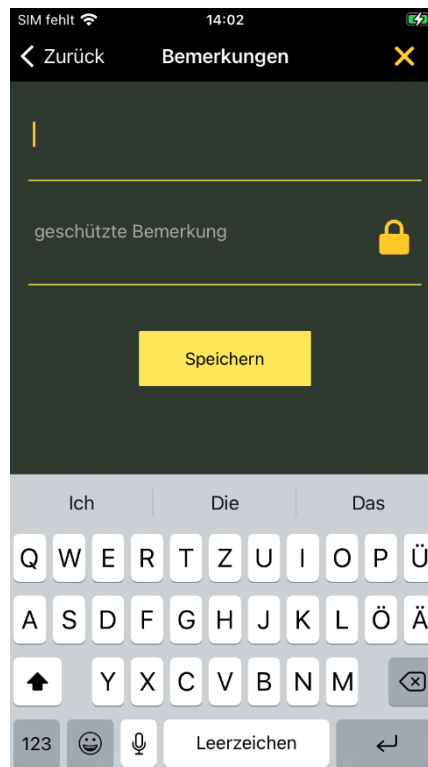 SIM fehlt 14:02
Zurück Bemerkungen
geschützte Bemerkung
Speichern
Ich Die Das
Q W E R T Z U I O P Ü
A S D F G H J K L Ö Ä
Y X C V B N M
123 Leerzeichen